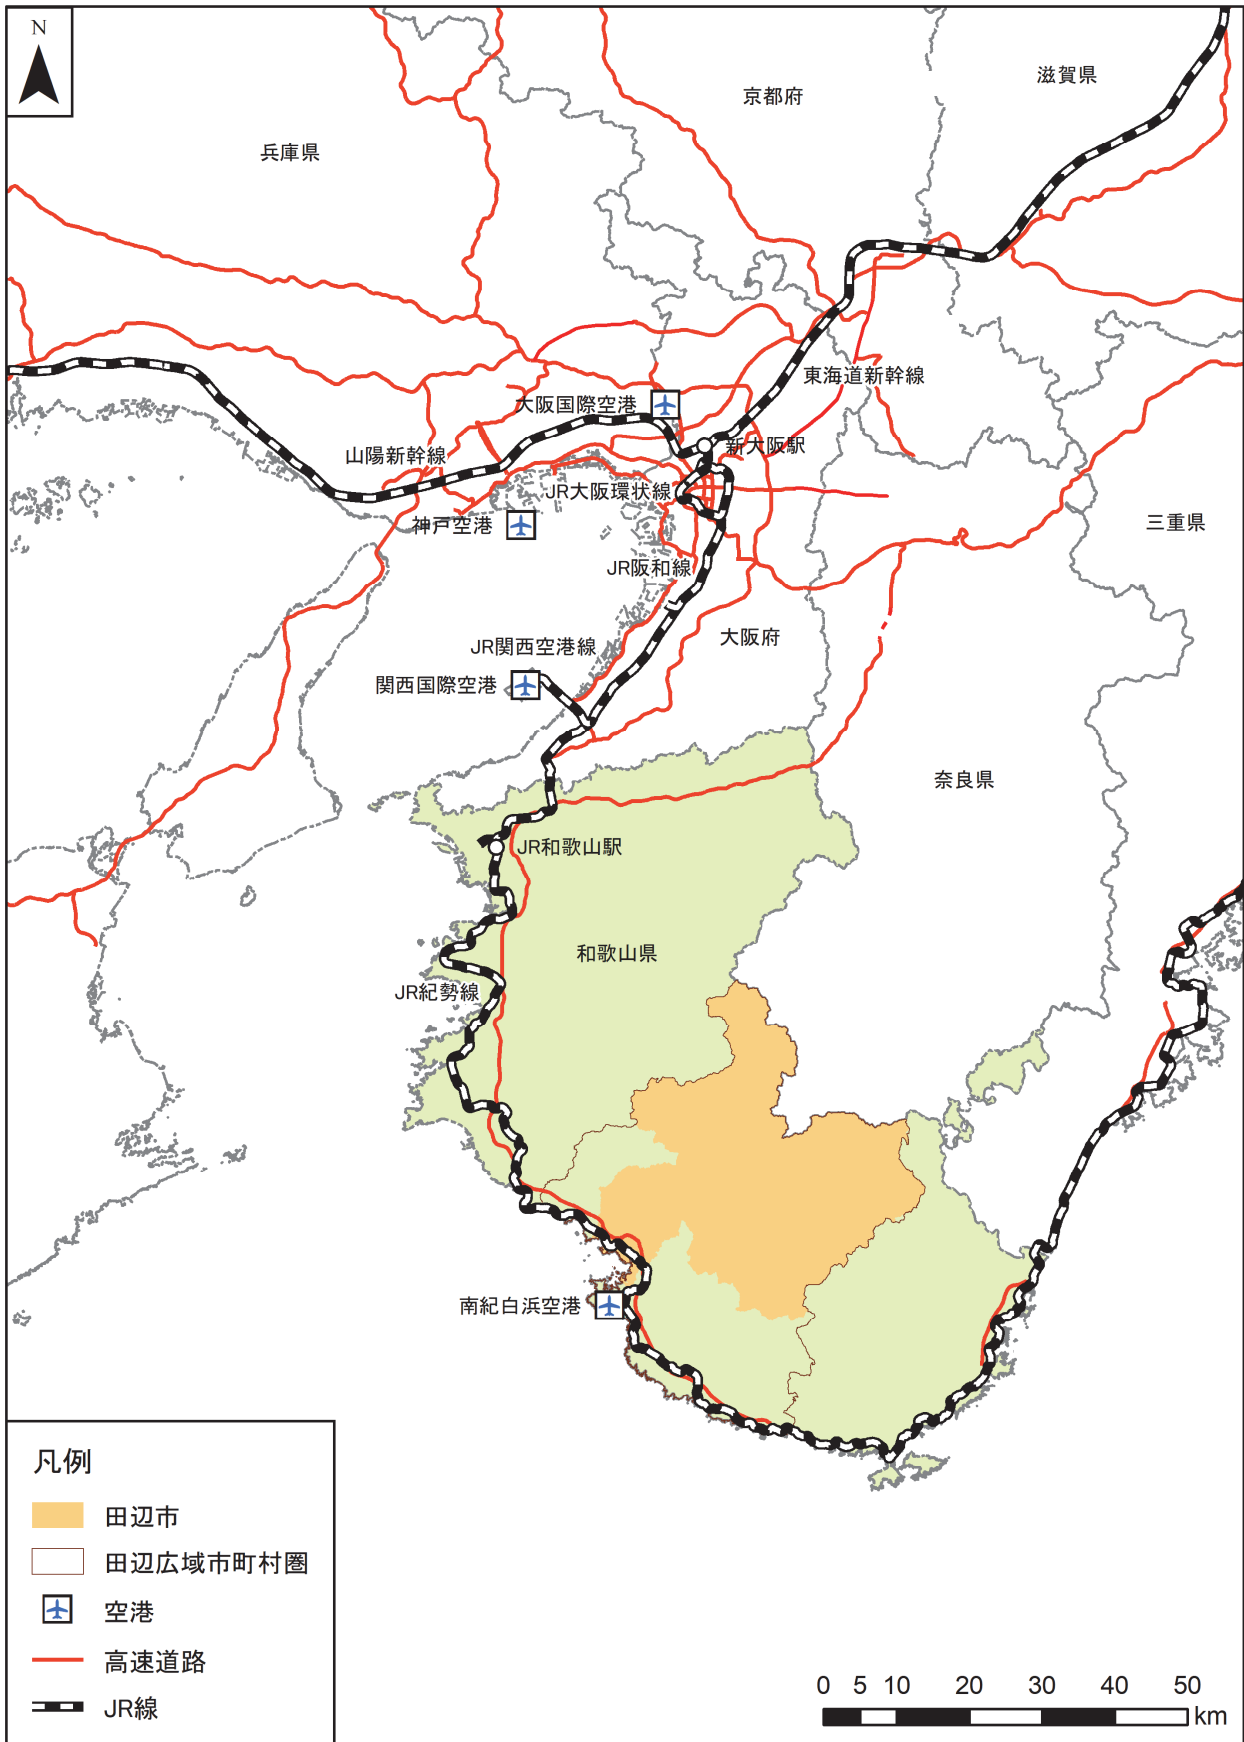 N
滋賀県
京都府
兵庫県
東海道新幹線
大阪国際空港
新大阪駅
山陽新幹線
JR大阪環状線
神戸空港
三重県
JR阪和線
大阪府
JR関西空港線
関西国際空港
奈良県
JR和歌山駅
和歌山県
JR紀勢線
南紀白浜空港
凡例
田辺市
田辺広域市町村圏
空港
高速道路
JR線
0 5 10 20 30 40 50
km